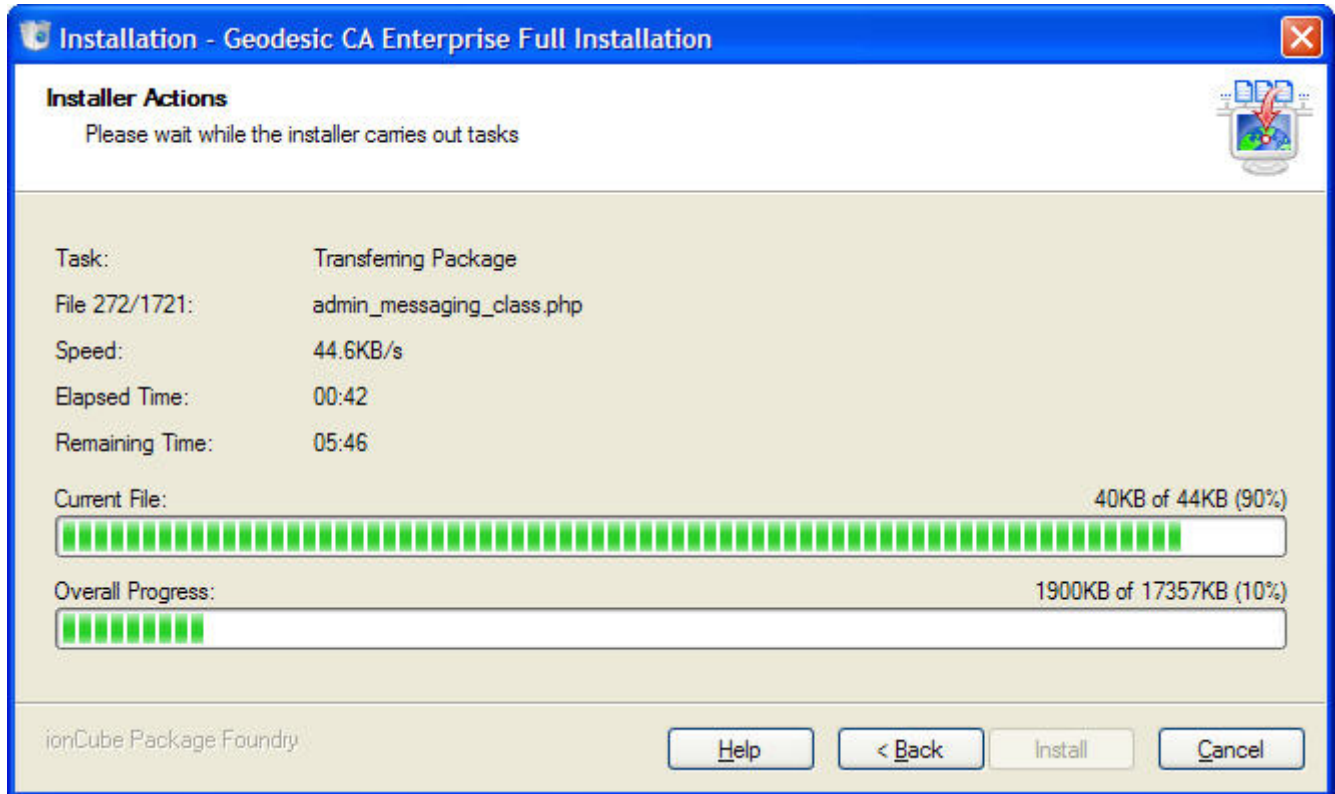 Installation - Geodesic CA Enterprise Full Installation
Installer Actions
Please wait while the installer carries out tasks
Task: Transferring Package
File 272/1721: admin_messaging_class.php
Speed: 44.6KB/s
Elapsed Time: 00:42
Remaining Time: 05:46
Current File: 40KB of 44KB (90%)
Overall Progress: 1900KB of 17357KB (10%)
ionCube Package Foundry Help < Back Install Cancel